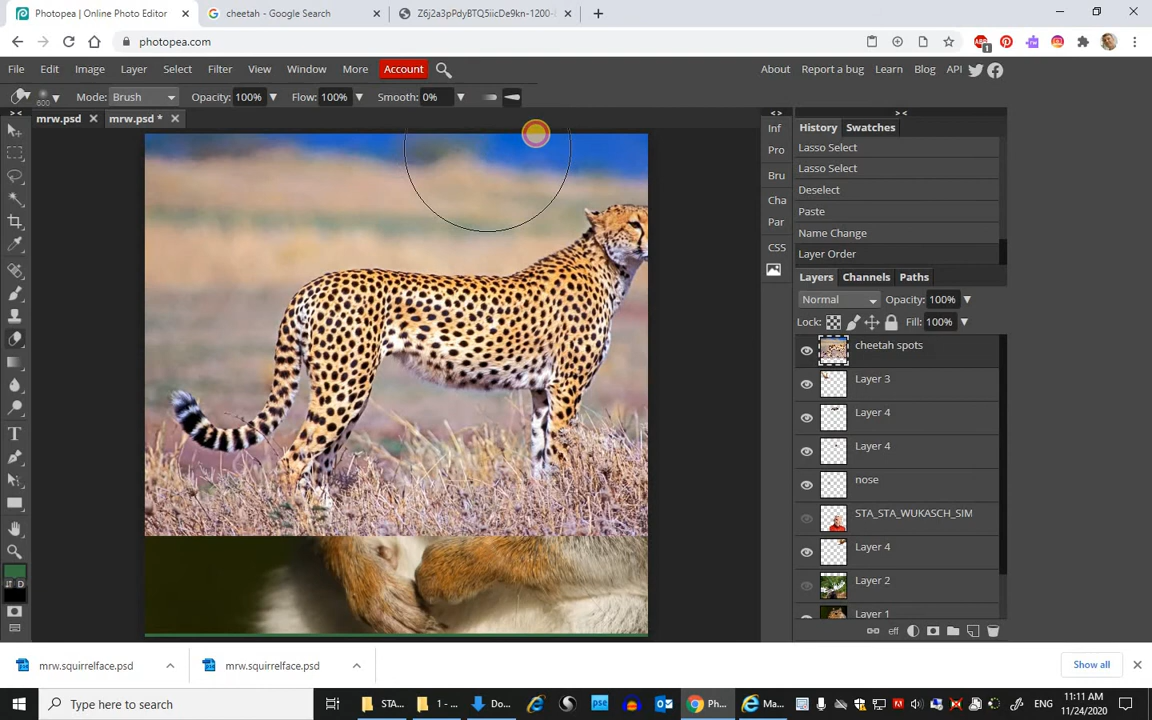 Photopea | Online Photo Editor
cheetah - Google Search
Z6j2a3pPdyBTQ5iicDe9kn-1200-
photopea.com
1
File Edit Image Layer Select Filter View Window More Account
About Report a bug Learn Blog API
600 Mode: Brush Opacity: 100% Flow: 100% Smooth: 0%
mrw.psd mrw.psd *
Inf
Pro
Bru
Cha
Par
CSS
History Swatches
Lasso Select
Lasso Select
Deselect
Paste
Name Change
Layer Order
Layers Channels Paths
Normal Opacity: 100%
Lock: Fill: 100%
cheetah spots
Layer 3
Layer 4
Layer 4
nose
STA_STA_WUKASCH_SIM
Layer 4
Layer 2
Layer 1
eff
D
mrw.squirrelface.psd mrw.squirrelface.psd Show all
Type here to search
STA... 1 - ... Do... Ph... Ma... ENG
11:11 AM
11/24/2020